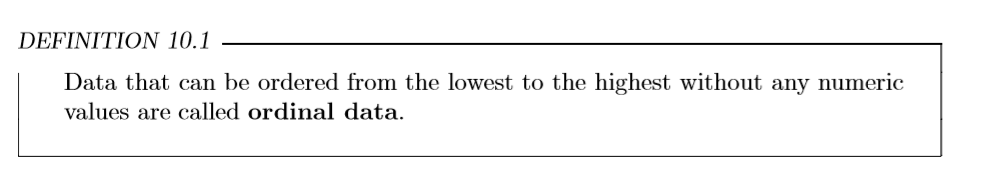 DEFINITION 10.1
Data that can be ordered from the lowest to the highest without any numeric
values are called ordinal data.